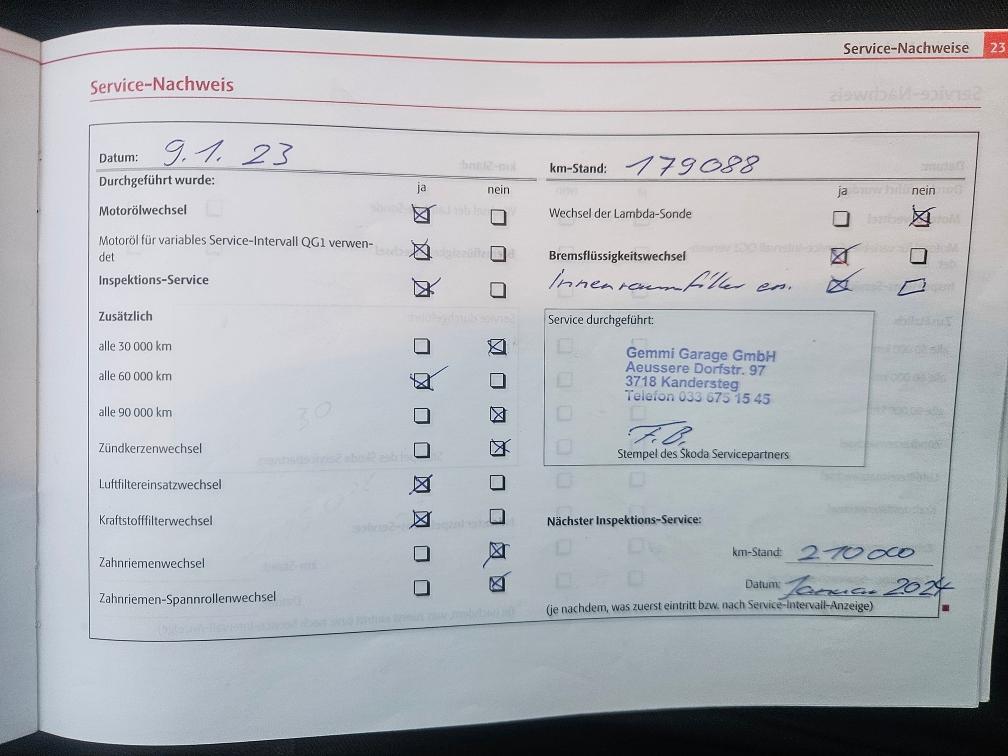 Service-Nachweise 23
Service-Nachweis
Datum: 9.1.23
km-Stand: 179088
Durchgeführt wurde:
ja nein
ja nein
Motorölwechsel
Motoröl für variables Service-Intervall QG1 verwen-
det
Inspektions-Service
Zusätzlich
alle 30 000 km
alle 60 000 km
alle 90 000 km
Zündkerzenwechsel
Luftfiltereinsatzwechsel
Kraftstofffilterwechsel
Zahnriemenwechsel
Zahnriemen-Spannrollenwechsel
Wechsel der Lambda-Sonde
Bremsflüssigkeitswechsel
Innenraumfilter en.
Service durchgeführt:
Gemmi Garage GmbH
Aeussere Dorfstr. 97
3718 Kandersteg
Telefon 033 675 15 45
F.B.
Stempel des Škoda Servicepartners
Nächster Inspektions-Service:
km-Stand: 210000
Datum: Januar 2024
(je nachdem, was zuerst eintritt bzw. nach Service-Intervall-Anzeige)